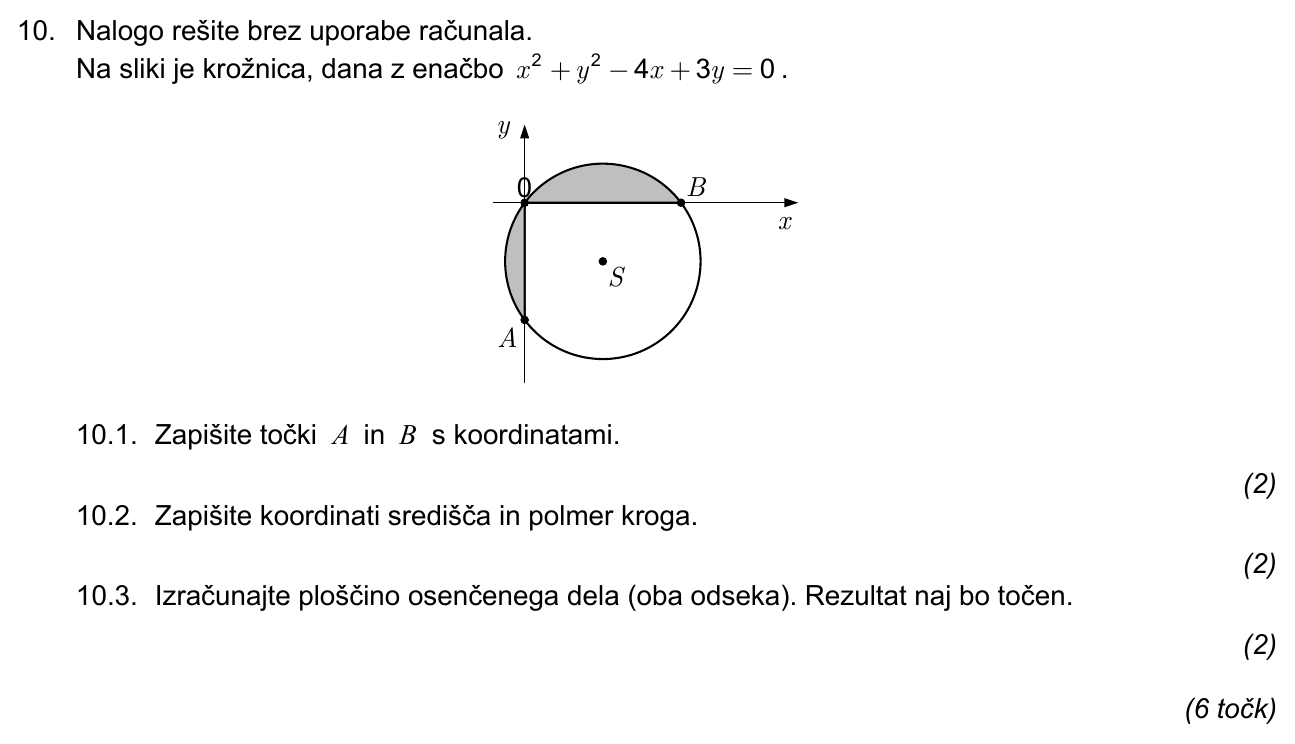 10. Nalogo rešite brez uporabe računala.
Na sliki je krožnica, dana z enačbo x² + y² − 4x + 3y = 0 .
y
0
B
x
S
A
10.1. Zapišite točki A in B s koordinatami.
(2)
10.2. Zapišite koordinati središča in polmer kroga.
(2)
10.3. Izračunajte ploščino osenčenega dela (oba odseka). Rezultat naj bo točen.
(2)
(6 točk)